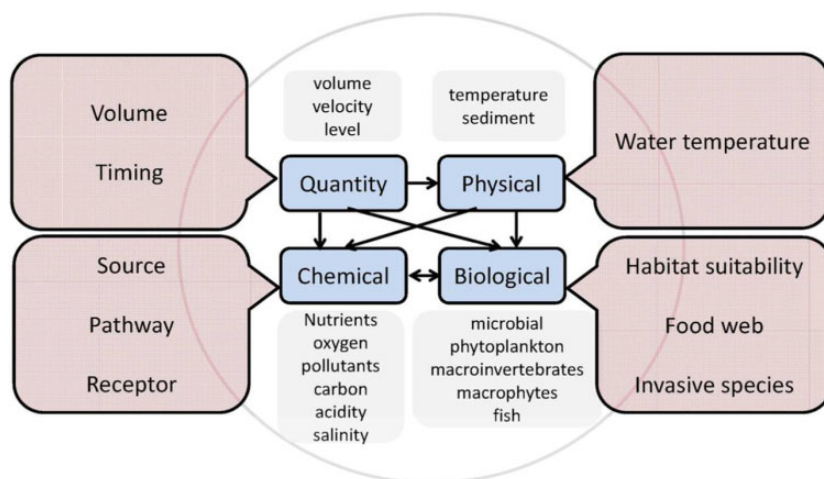 Volume
Timing
volume
velocity
level
temperature
sediment
Water temperature
Quantity
Physical
Chemical
Biological
Source
Pathway
Receptor
Nutrients
oxygen
pollutants
carbon
acidity
salinity
microbial
phytoplankton
macroinvertebrates
macrophytes
fish
Habitat suitability
Food web
Invasive species